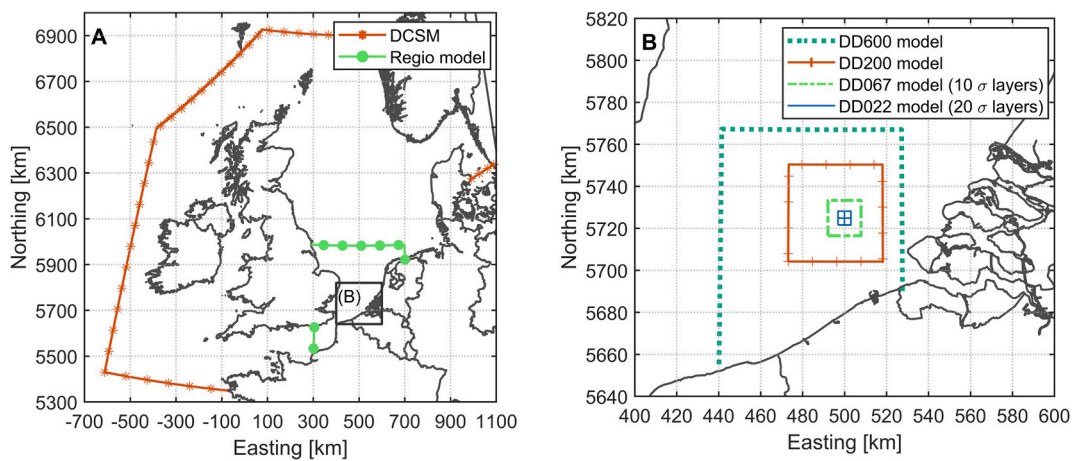 A
DCSM
Regio model
(B)
6900
6700
6500
6300
6100
5900
5700
5500
5300
-700 -500 -300 -100 100 300 500 700 900 1100
Northing [km]
Easting [km]
B
DD600 model
DD200 model
DD067 model (10 σ layers)
DD022 model (20 σ layers)
5820
5800
5780
5760
5740
5720
5700
5680
5660
5640
400 420 440 460 480 500 520 540 560 580 600
Northing [km]
Easting [km]